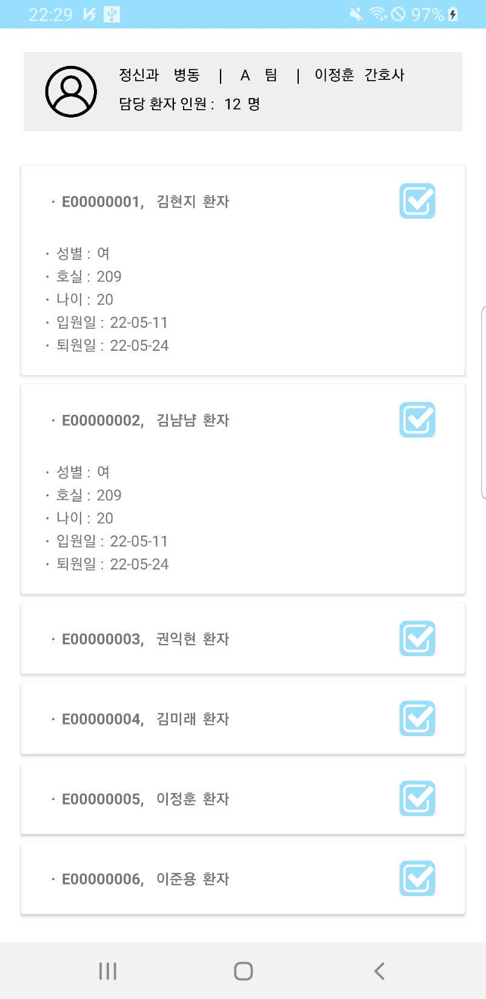 22:29 97%
정신과 병동 | A 팀 | 이정훈 간호사
담당 환자 인원 : 12 명
· E00000001, 김현지 환자
· 성별 : 여
· 호실 : 209
· 나이 : 20
· 입원일 : 22-05-11
· 퇴원일 : 22-05-24
· E00000002, 김냠냠 환자
· 성별 : 여
· 호실 : 209
· 나이 : 20
· 입원일 : 22-05-11
· 퇴원일 : 22-05-24
· E00000003, 권익현 환자
· E00000004, 김미래 환자
· E00000005, 이정훈 환자
· E00000006, 이준용 환자